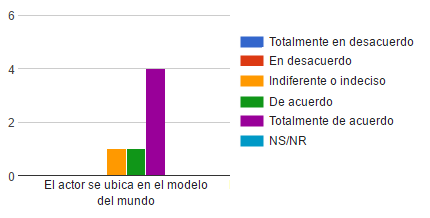 6
4
2
0
El actor se ubica en el modelo
del mundo
Totalmente en desacuerdo
En desacuerdo
Indiferente o indeciso
De acuerdo
Totalmente de acuerdo
NS/NR